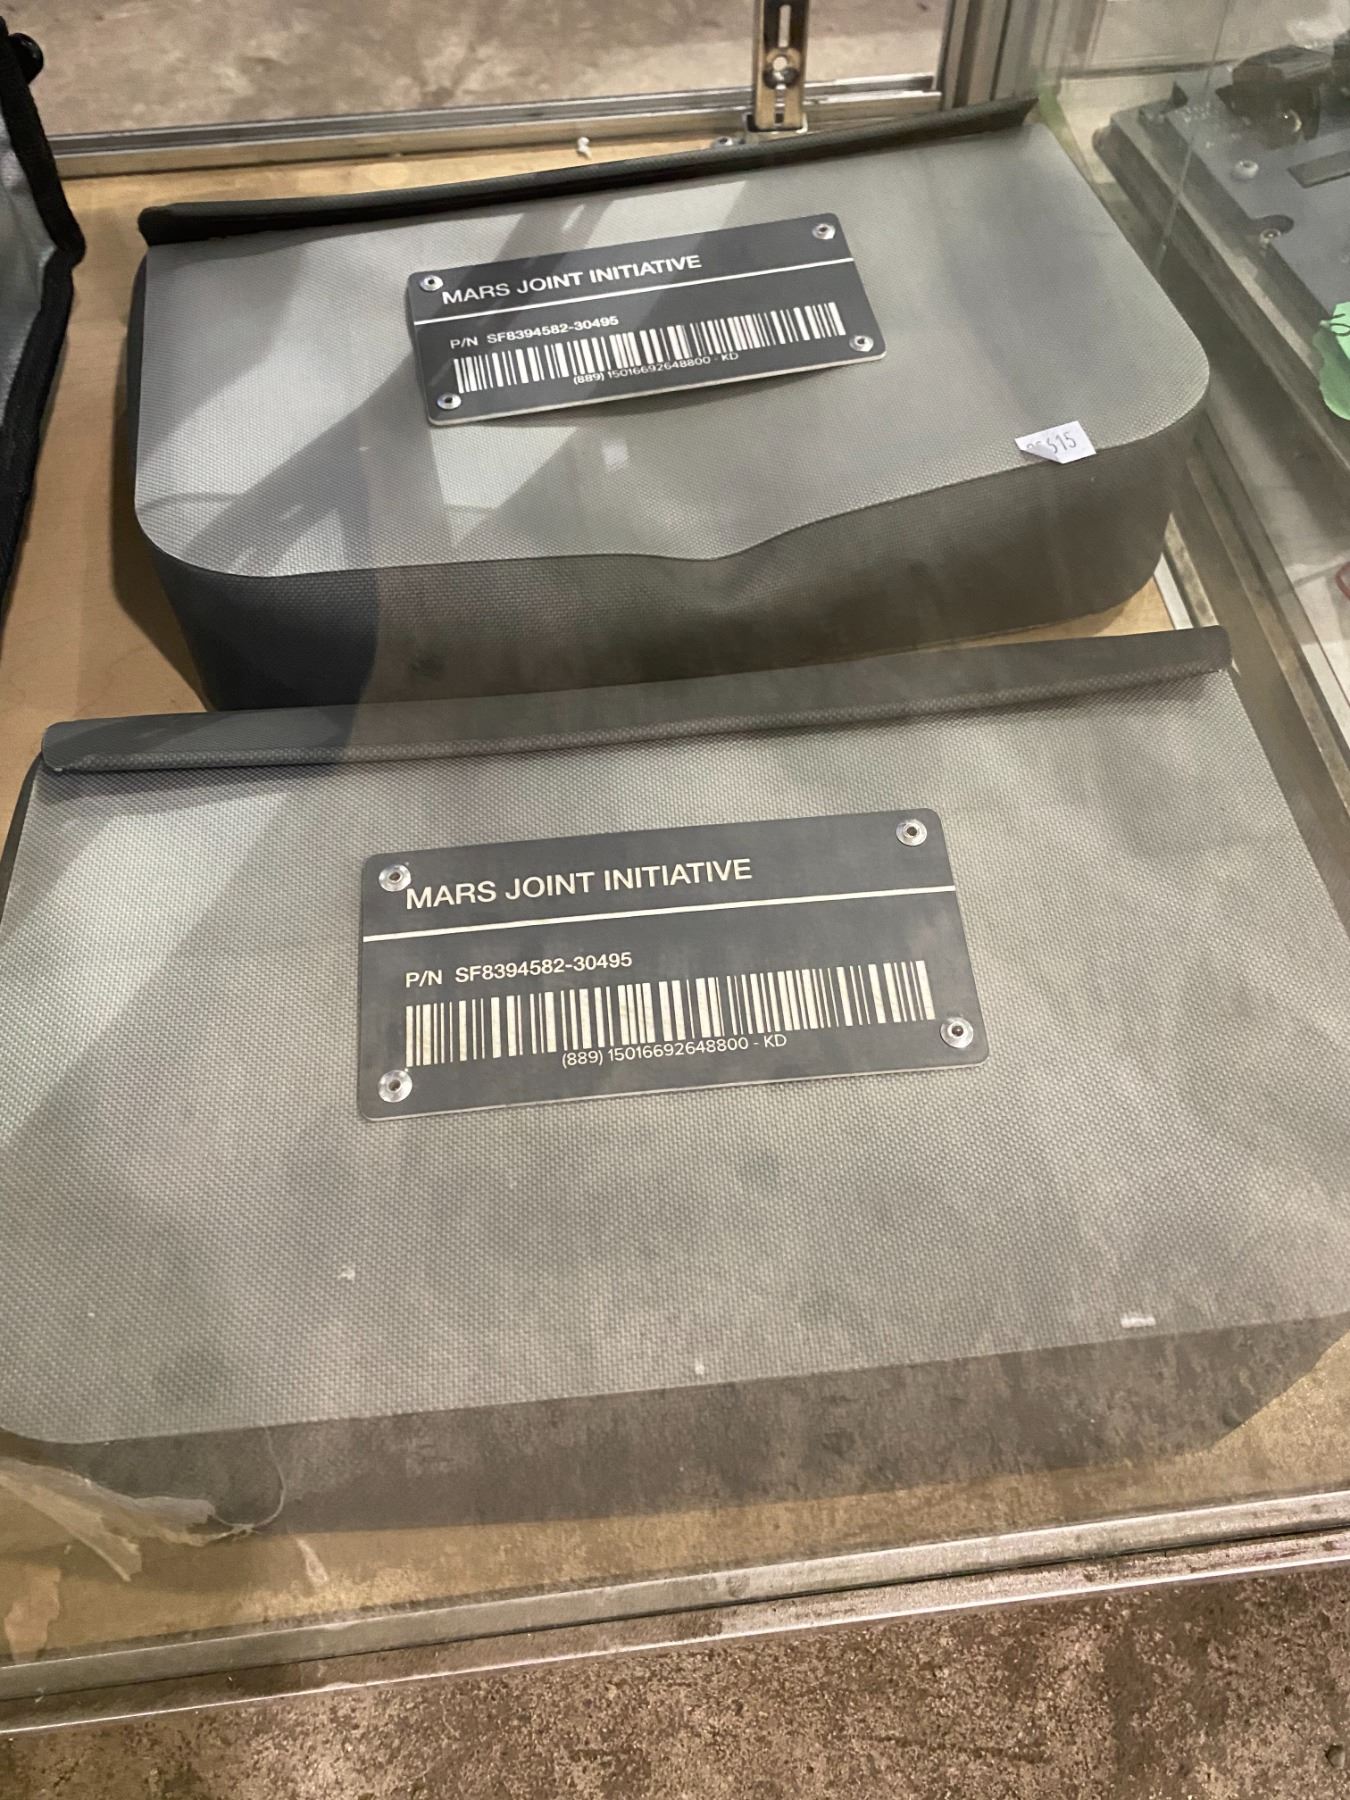 MARS JOINT INITIATIVE
P/N SF8394582-30495
(889) 15016692648800 - KD
MARS JOINT INITIATIVE
P/N SF8394582-30495
(889) 15016692648800 - KD